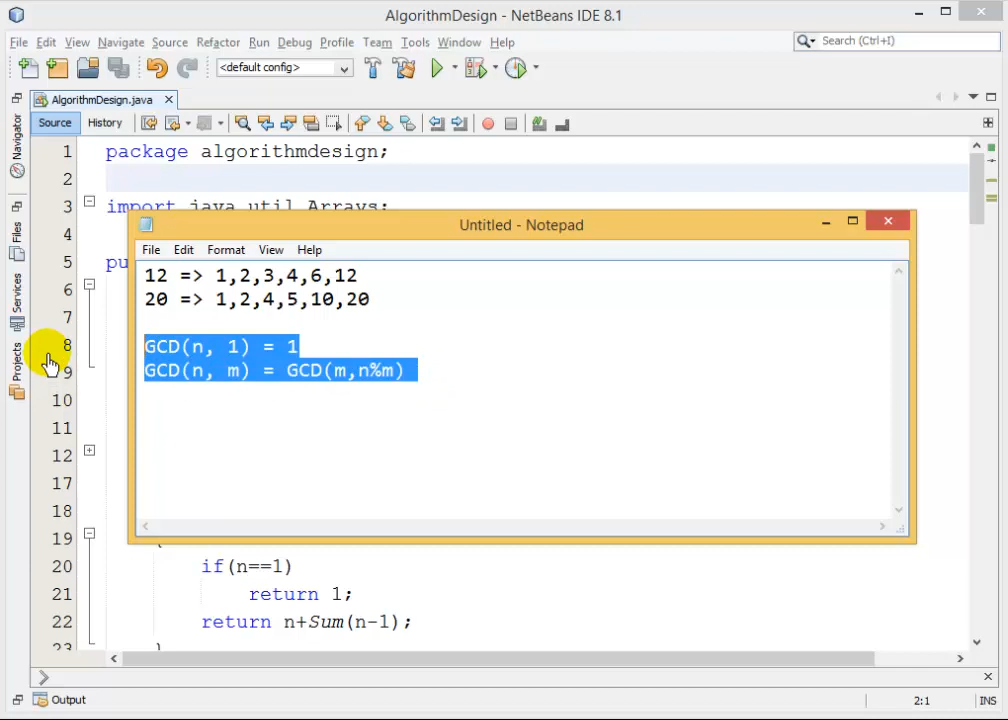 AlgorithmDesign - NetBeans IDE 8.1
File Edit View Navigate Source Refactor Run Debug Profile Team Tools Window Help
Search (Ctrl+I)
<default config>
AlgorithmDesign.java
Source History
Navigator
Files
Services
Projects
1 package algorithmdesign;
2
3 import java.util.Arrays;
4
5 pu
6
7
8
9
10
11
12
17
18
19
20 if(n==1)
21 return 1;
22 return n+Sum(n-1);
23 }
Untitled - Notepad
File Edit Format View Help
12 => 1,2,3,4,6,12
20 => 1,2,4,5,10,20
GCD(n, 1) = 1
GCD(n, m) = GCD(m,n%m)
Output
2:1 INS